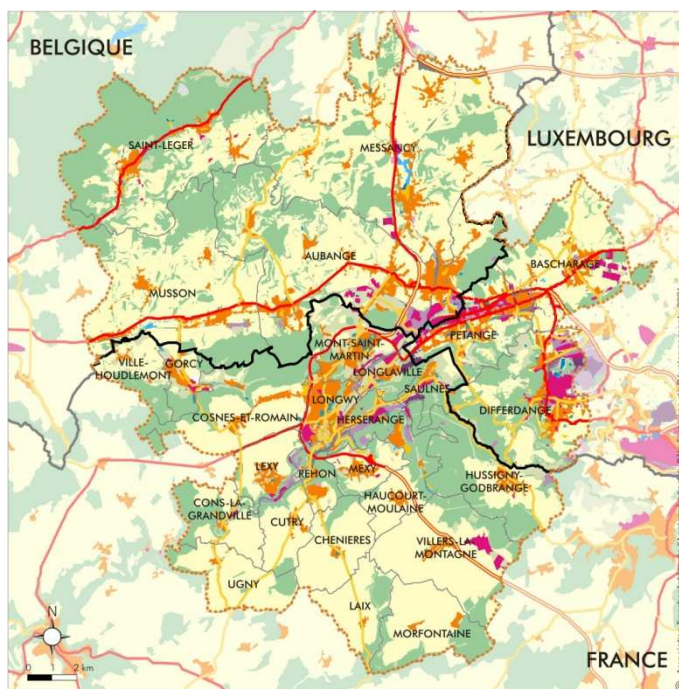 BELGIQUE
LUXEMBOURG
SAINT-LEGER
MESSANCY
AUBANGE
BASCHARAGE
MUSSON
PETANGE
MONT-SAINT-
MARTIN
VILLE-
HOUDLEMONT
GORCY
LONGLAVILLE
SAULNES
LONGWY
COSNES-ET-ROMAIN
HERSERANGE
DIFFERDANGE
LEXY
REHON
MEXY
HUSSIGNY-
GODBRANGE
CONS-LA-
GRANDVILLE
HAUCOURT-
MOULAINE
CUTRY
CHENIERES
VILLERS-LA-
MONTAGNE
UGNY
LAIX
MORFONTAINE
N
0 1 2 km
FRANCE